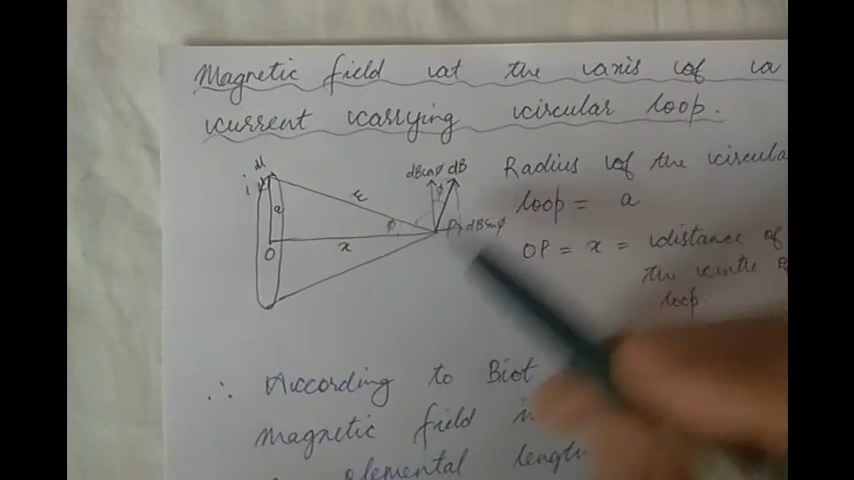 Magnetic field at the axis of a
current carrying circular loop.
dl
i
a
r
ϕ
x
O
dBcosϕ dB
ϕ
P dBsinϕ
Radius of the circula
loop = a
OP = x = distance of
the centre
loop.
∴ According to Biot
magnetic field
elemental length